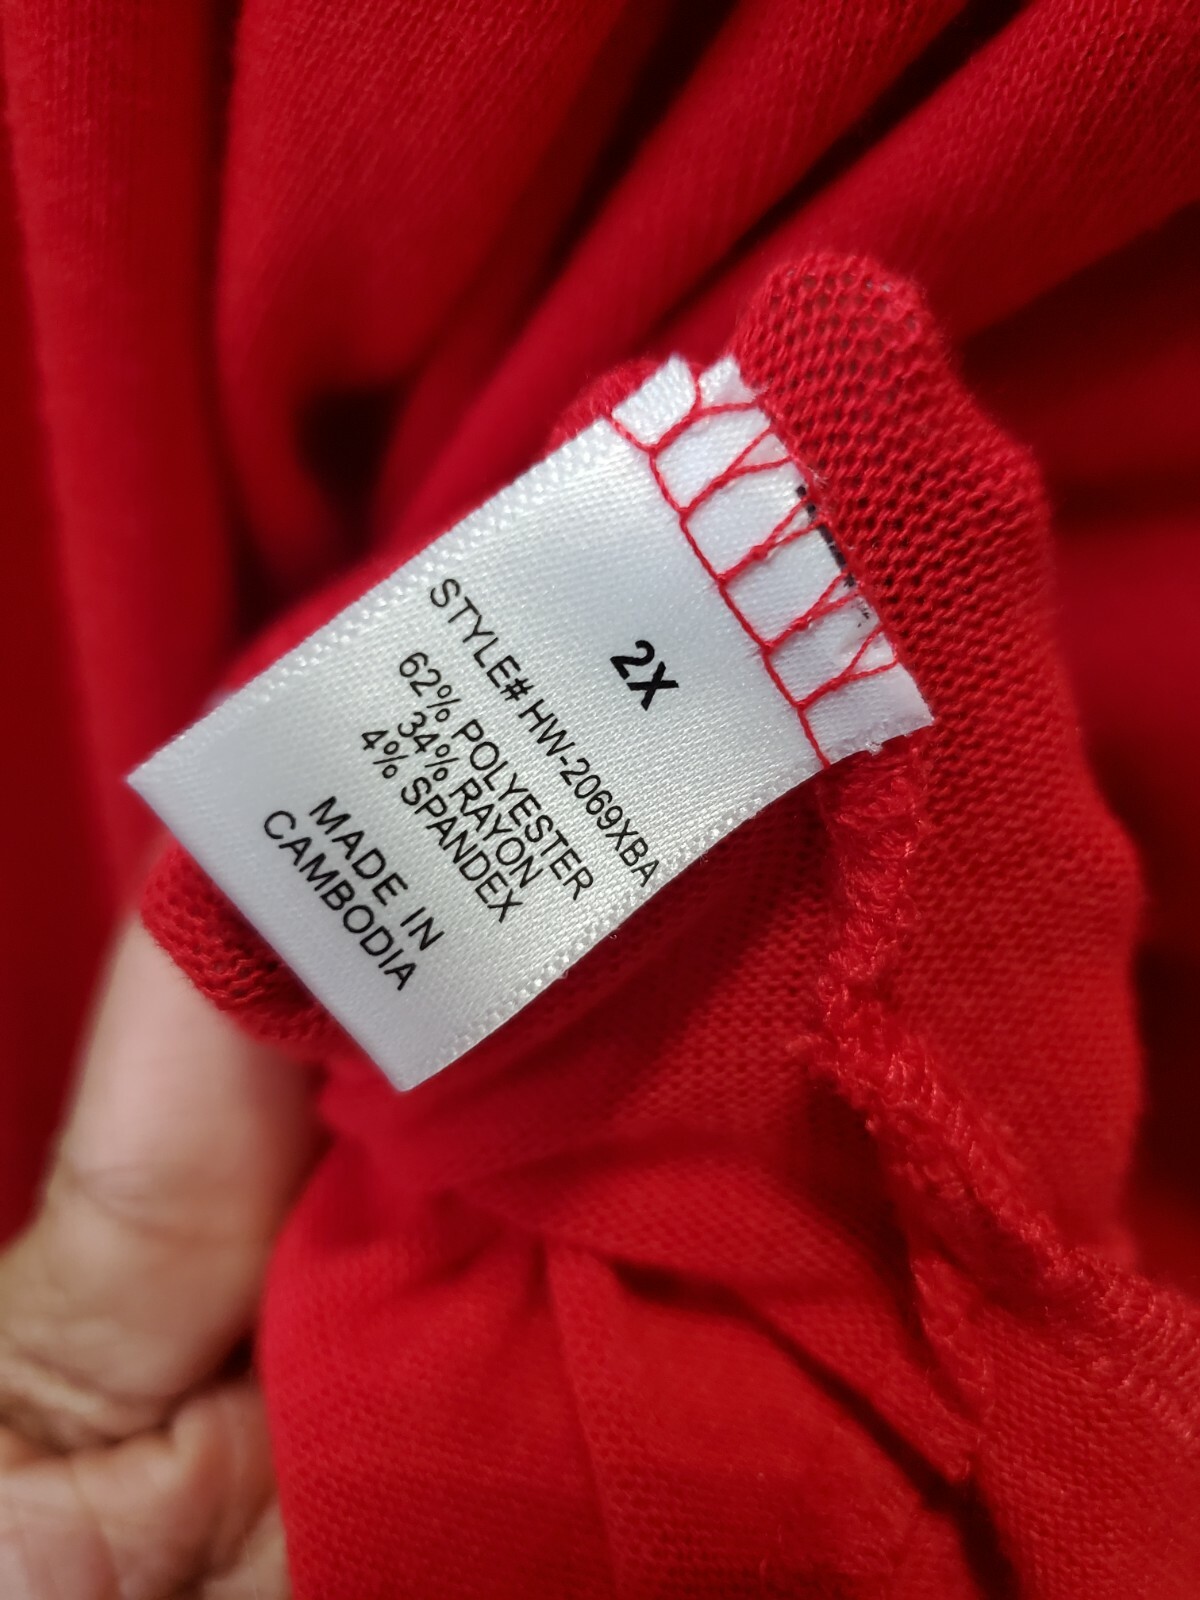 2X
STYLE# HW-2069XBA
62% POLYESTER
34% RAYON
4% SPANDEX
MADE IN
CAMBODIA